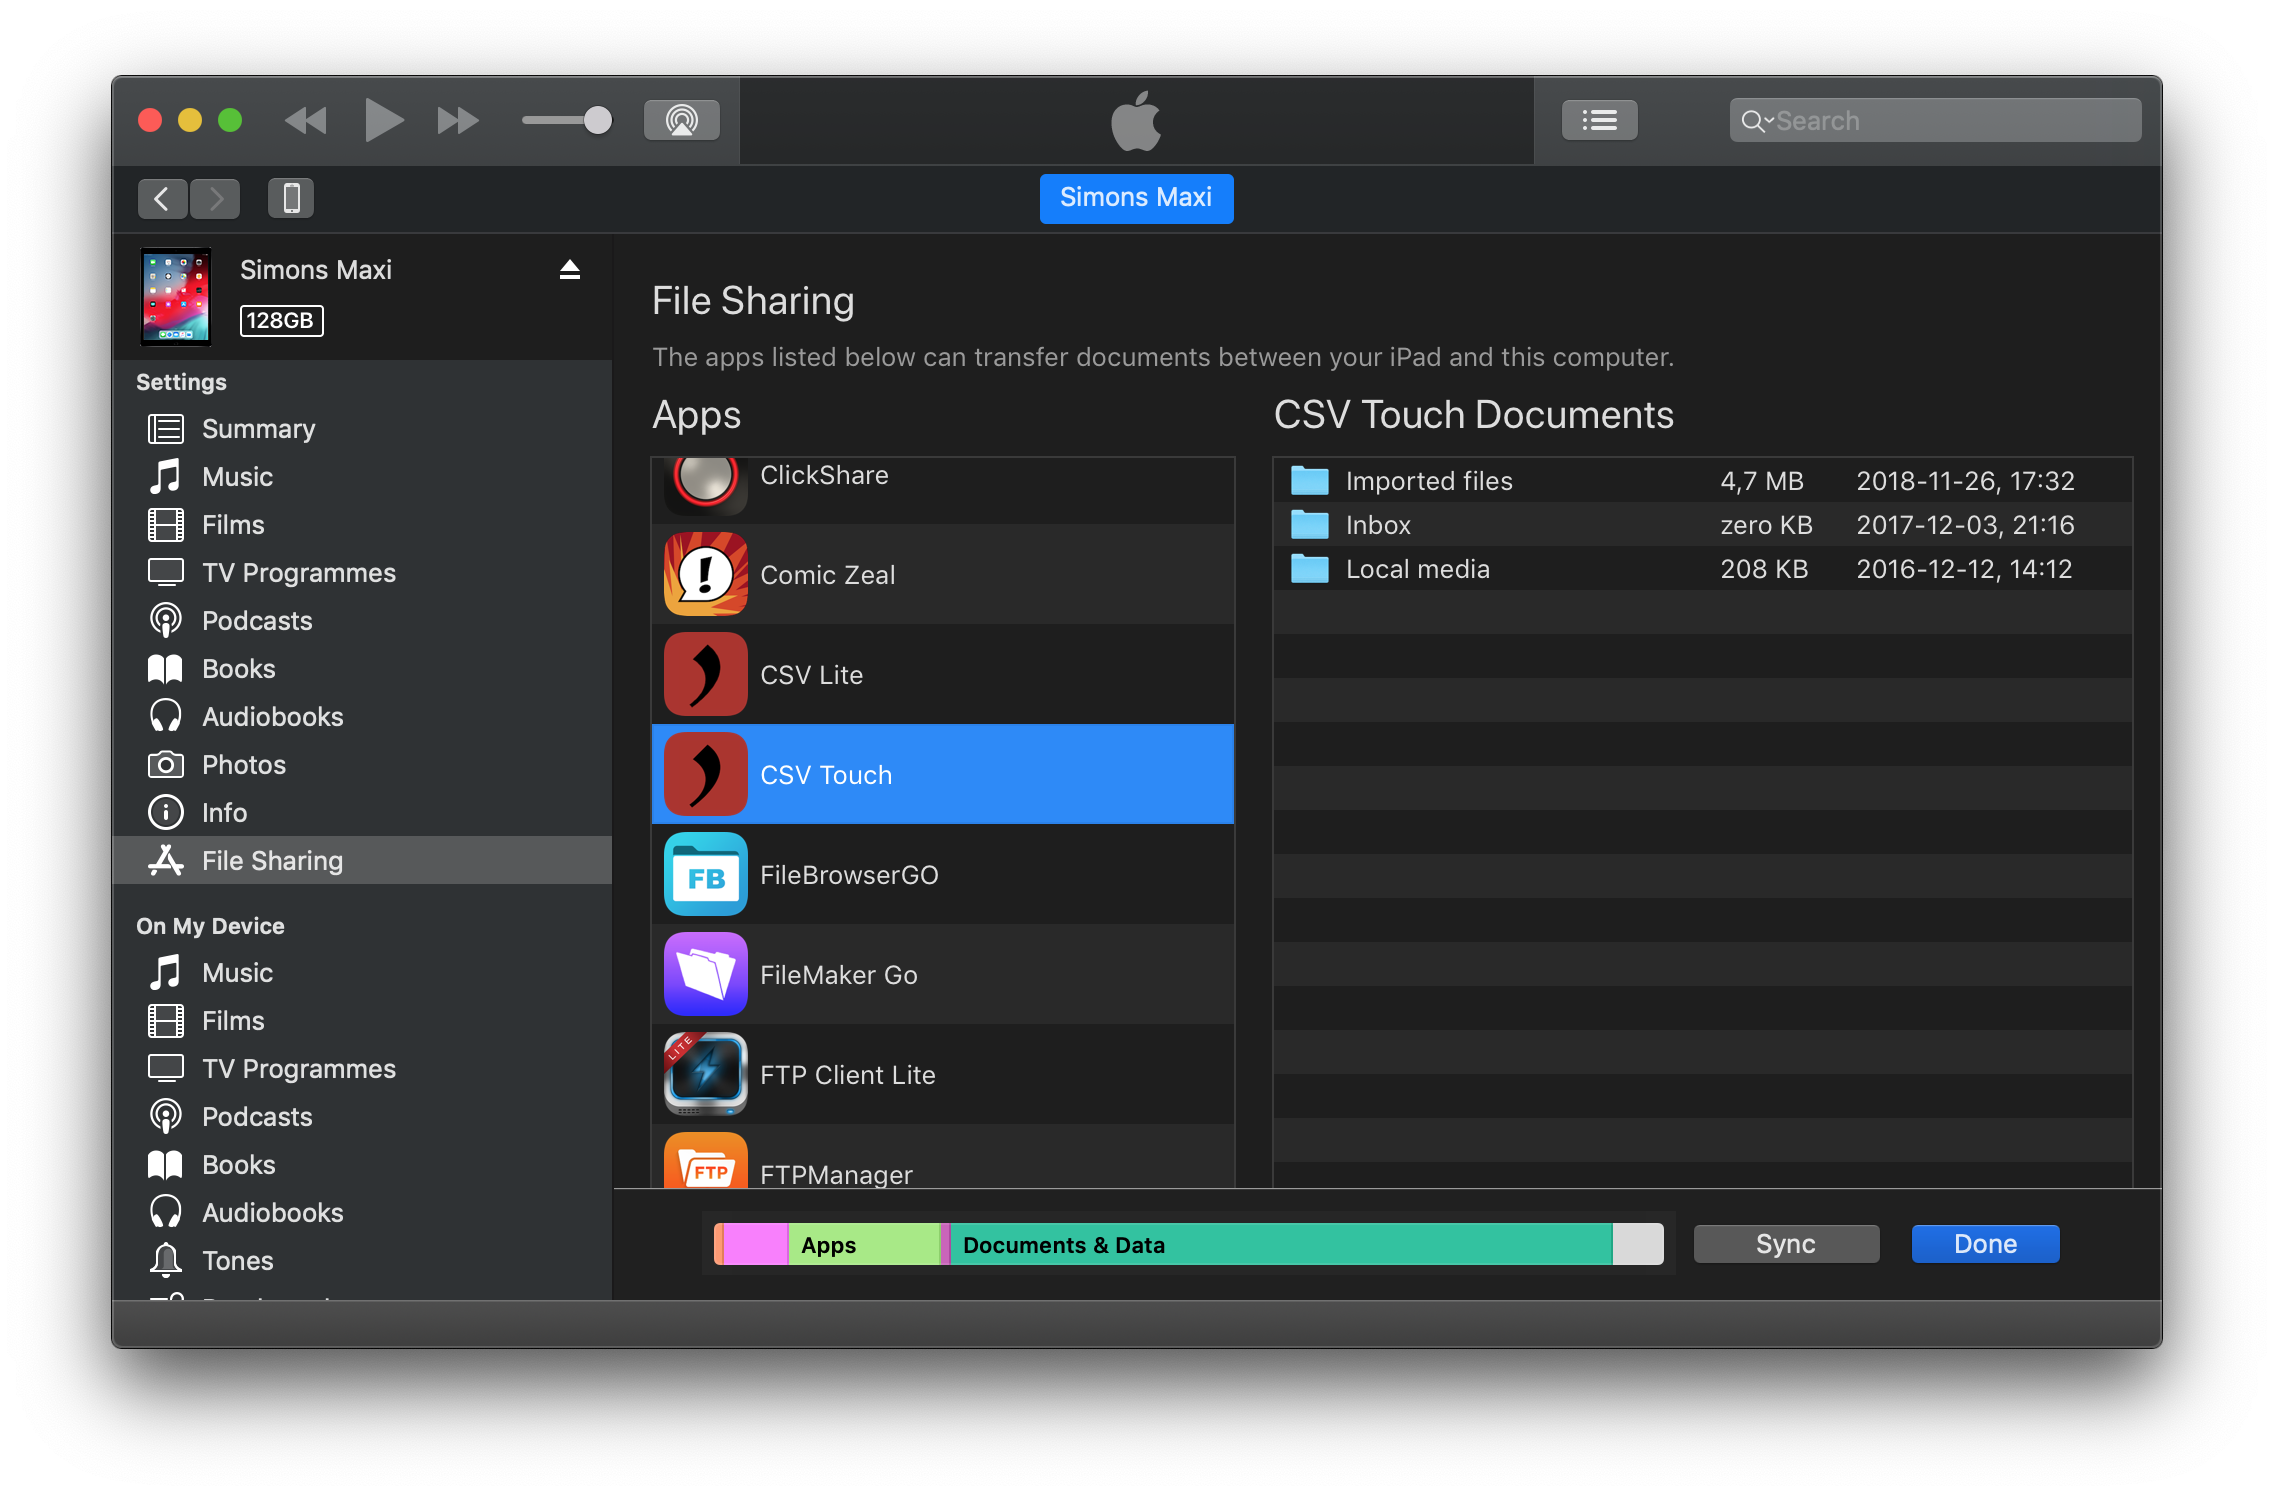 Search
Simons Maxi
Simons Maxi
128GB
Settings
Summary
Music
Films
TV Programmes
Podcasts
Books
Audiobooks
Photos
Info
File Sharing
On My Device
Music
Films
TV Programmes
Podcasts
Books
Audiobooks
Tones
File Sharing
The apps listed below can transfer documents between your iPad and this computer.
Apps
ClickShare
Comic Zeal
CSV Lite
CSV Touch
FB FileBrowserGO
FileMaker Go
LITE FTP Client Lite
FTP FTPManager
CSV Touch Documents
Imported files 4,7 MB 2018-11-26, 17:32
Inbox zero KB 2017-12-03, 21:16
Local media 208 KB 2016-12-12, 14:12
Apps Documents & Data Sync Done